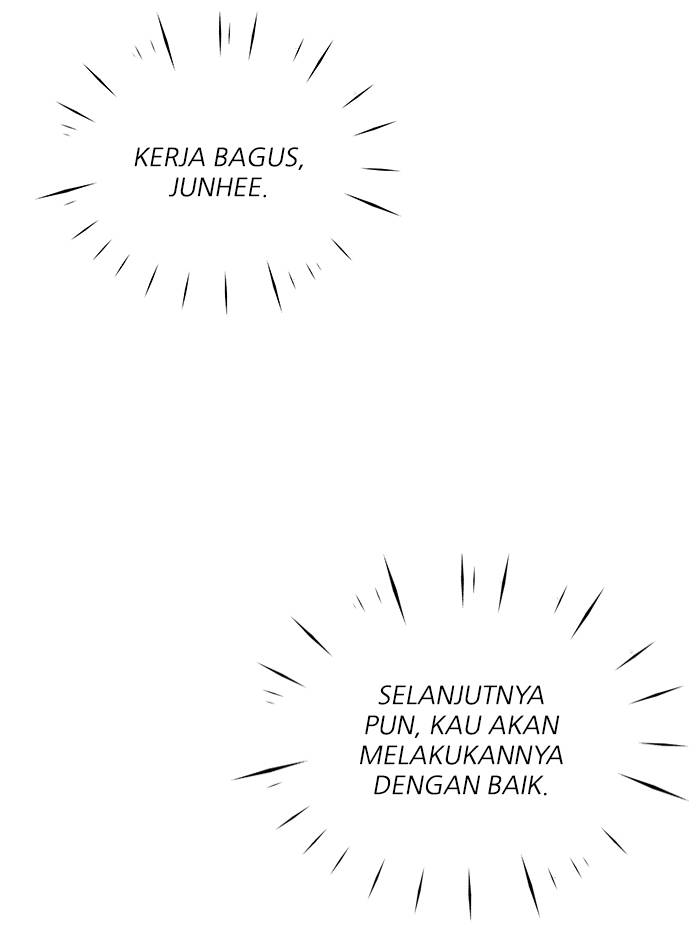 KERJA BAGUS,
JUNHEE.
SELANJUTNYA
PUN, KAU AKAN
MELAKUKANNYA
DENGAN BAIK.